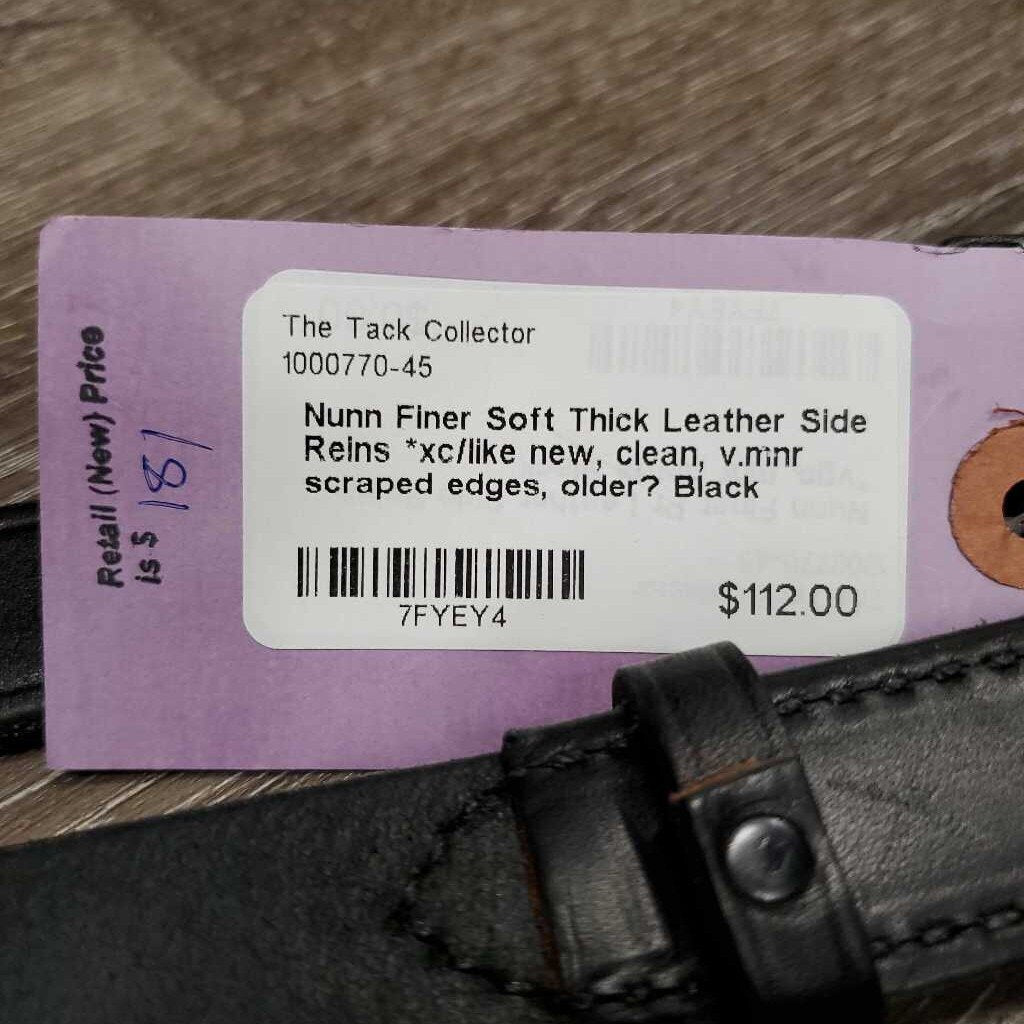 The Tack Collector
1000770-45
Nunn Finer Soft Thick Leather Side
Reins *xc/like new, clean, v.mnr
scraped edges, older? Black
7FYEY4
$112.00
Retail (New) Price
is $ 181